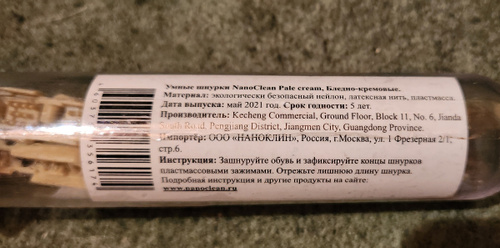 Умные шнурки NanoClean Pale cream, Бледно-кремовые.
Материал: экологически безопасный нейлон, латексная нить, пластмасса.
Дата выпуска: май 2021 год. Срок годности: 5 лет.
Производитель: Kecheng Commercial, Ground Floor, Block 11, No. 6, Jianda
South Road, Pengjiang District, Jiangmen City, Guangdong Province.
Импортёр: ООО «НАНОКЛИН», Россия, г.Москва, ул. 1 Фрезерная 2/1,
стр.6.
Инструкция: Зашнуруйте обувь и зафиксируйте концы шнурков
пластмассовыми зажимами. Отрежьте лишнюю длину шнурка.
Подробная инструкция и другие продукты на сайте:
www.nanoclean.ru